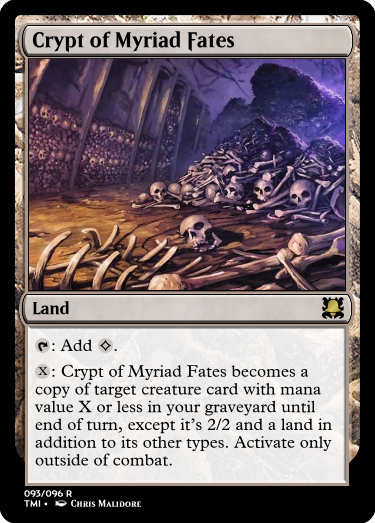 Crypt of Myriad Fates
Land
: Add .
X: Crypt of Myriad Fates becomes a
copy of target creature card with mana
value X or less in your graveyard until
end of turn, except it's 2/2 and a land in
addition to its other types. Activate only
outside of combat.
093/096 R
TMI • Chris Malidore